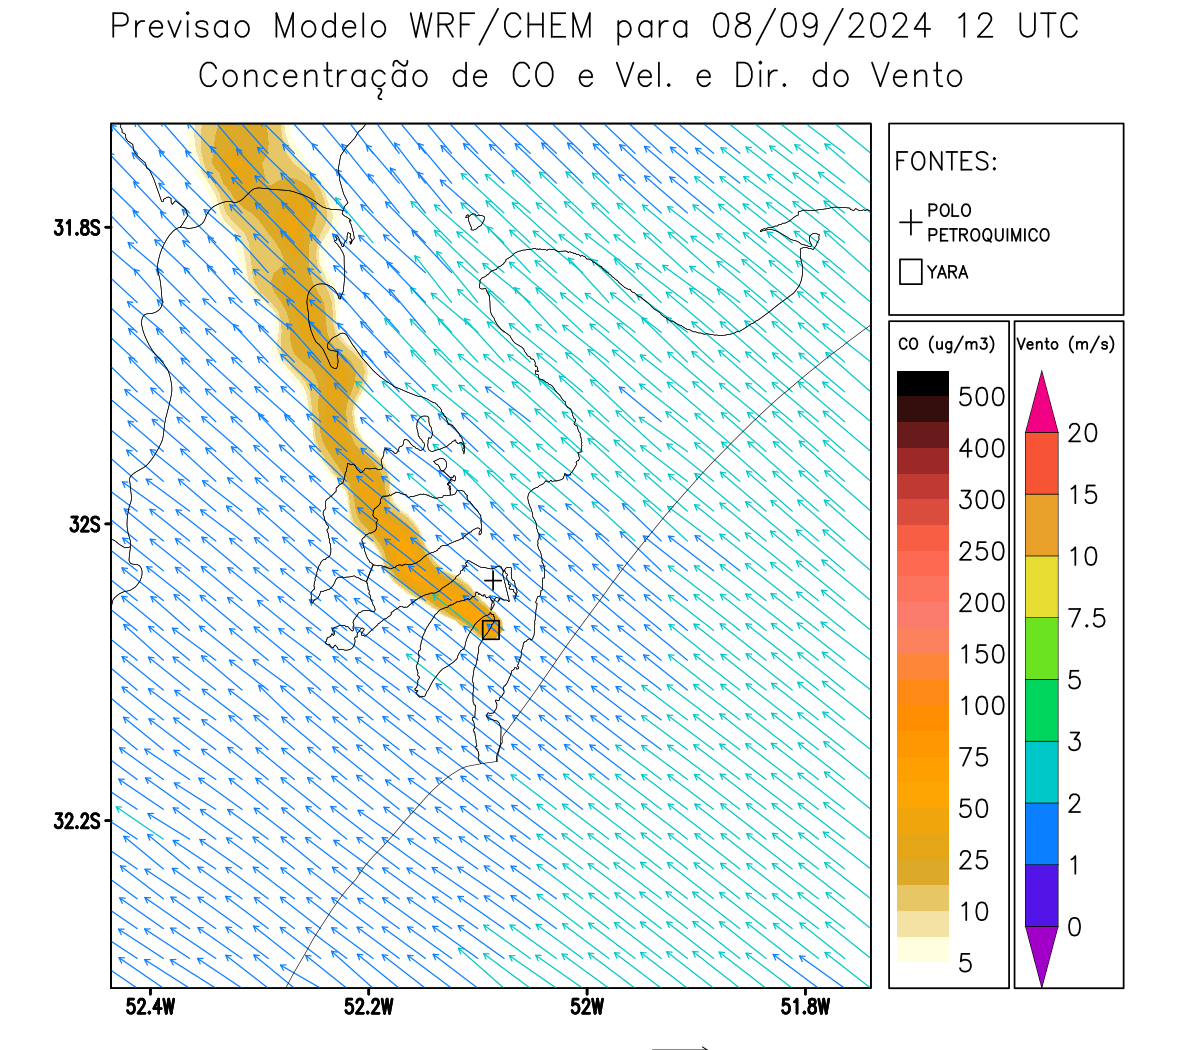 Previsao Modelo WRF/CHEM para 08/09/2024 12 UTC
Concentração de CO e Vel. e Dir. do Vento
FONTES:
POLO
PETROQUIMICO
YARA
31.8S
32S
32.2S
52.4W
52.2W
52W
51.8W
CO (ug/m3)
500
400
300
250
200
150
100
75
50
25
10
5
Vento (m/s)
20
15
10
7.5
5
3
2
1
0